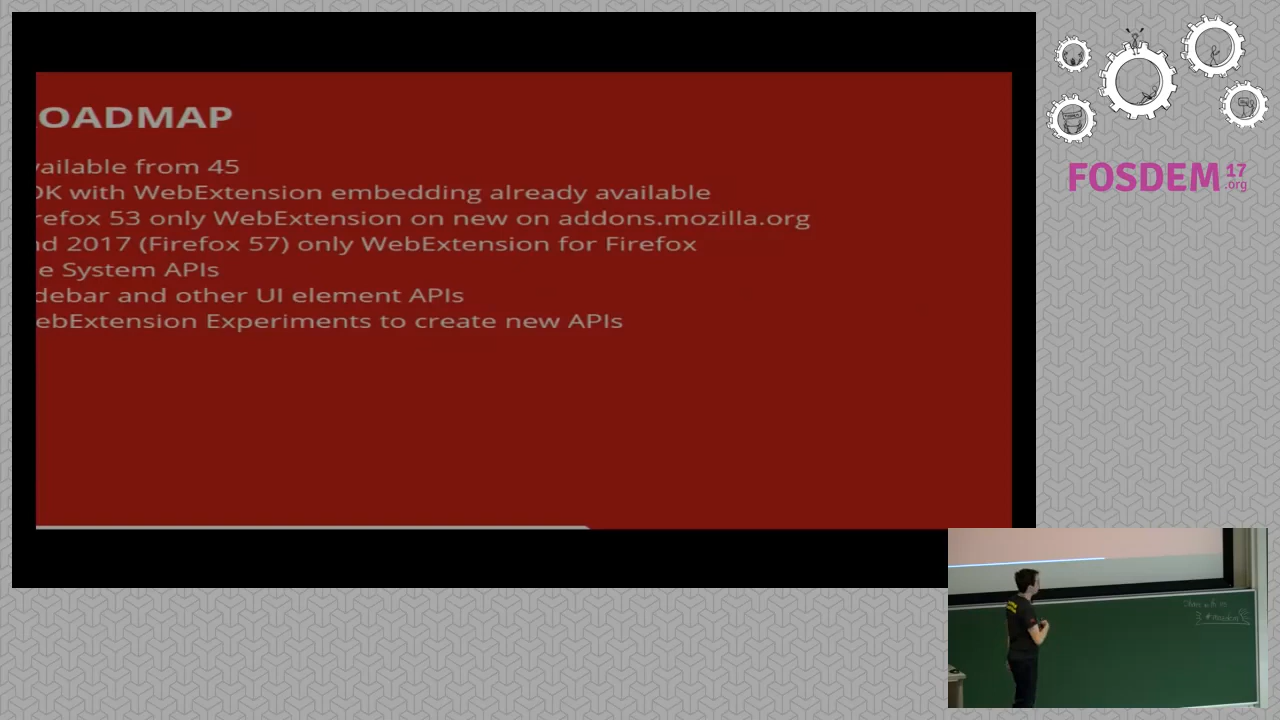 OADMAP
vailable from 45
OK with WebExtension embedding already available
refox 53 only WebExtension on new on addons.mozilla.org
nd 2017 (Firefox 57) only WebExtension for Firefox
e System APIs
debar and other UI element APIs
ebExtension Experiments to create new APIs
FOSDEM 17
.org